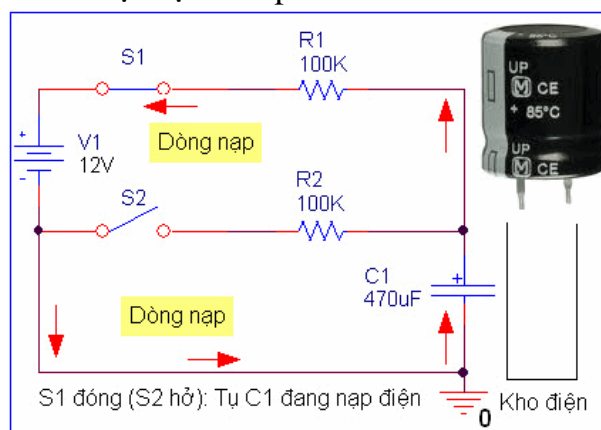 S1
R1
100K
Dòng nạp
V1
12V
+
-
S2
R2
100K
C1
470uF
+
Dòng nạp
S1 đóng (S2 hở): Tụ C1 đang nạp điện
0
Kho điện
UP
M CE
+ 85°C
UP
M CE